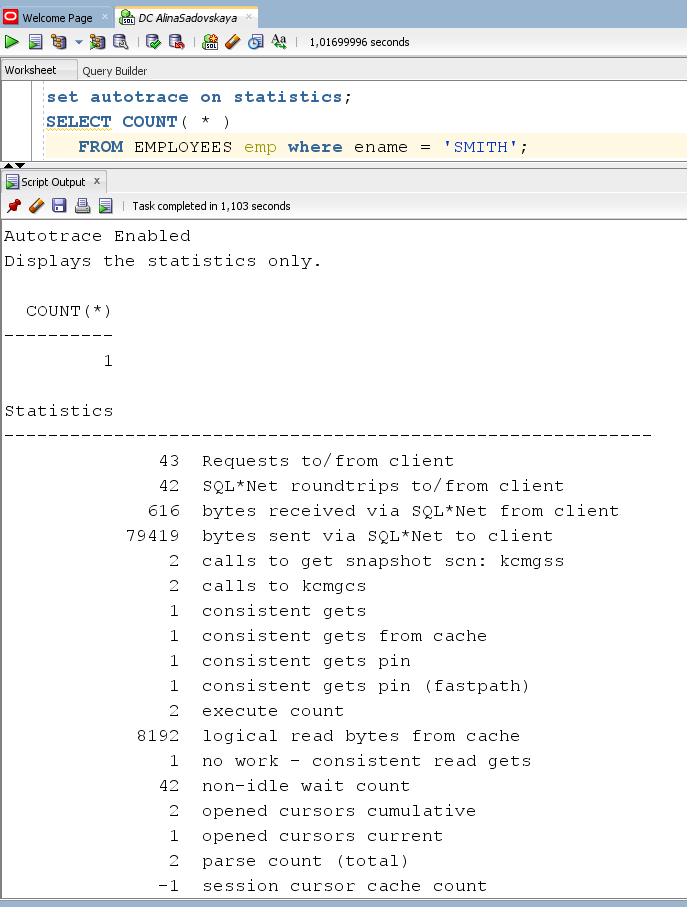 Welcome Page × DC AlinaSadovskaya ×
SQL Aa 1,01699996 seconds
Worksheet Query Builder
set autotrace on statistics;
SELECT COUNT( * )
FROM EMPLOYEES emp where ename = 'SMITH';
Script Output x
Task completed in 1,103 seconds
Autotrace Enabled
Displays the statistics only.
COUNT(*)
----------
1
Statistics
-----------------------------------------------------------
43 Requests to/from client
42 SQL*Net roundtrips to/from client
616 bytes received via SQL*Net from client
79419 bytes sent via SQL*Net to client
2 calls to get snapshot scn: kcmgss
2 calls to kcmgcs
1 consistent gets
1 consistent gets from cache
1 consistent gets pin
1 consistent gets pin (fastpath)
2 execute count
8192 logical read bytes from cache
1 no work - consistent read gets
42 non-idle wait count
2 opened cursors cumulative
1 opened cursors current
2 parse count (total)
-1 session cursor cache count